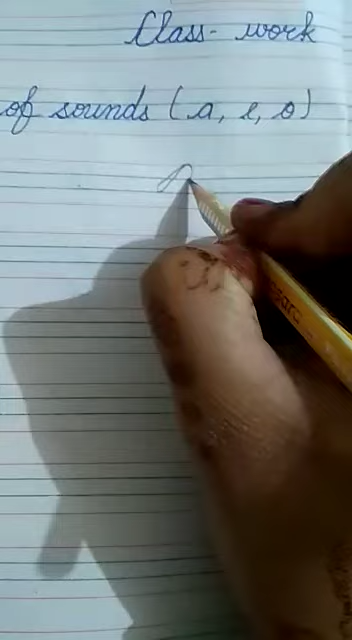 Class-work
of sounds (a, e, o)